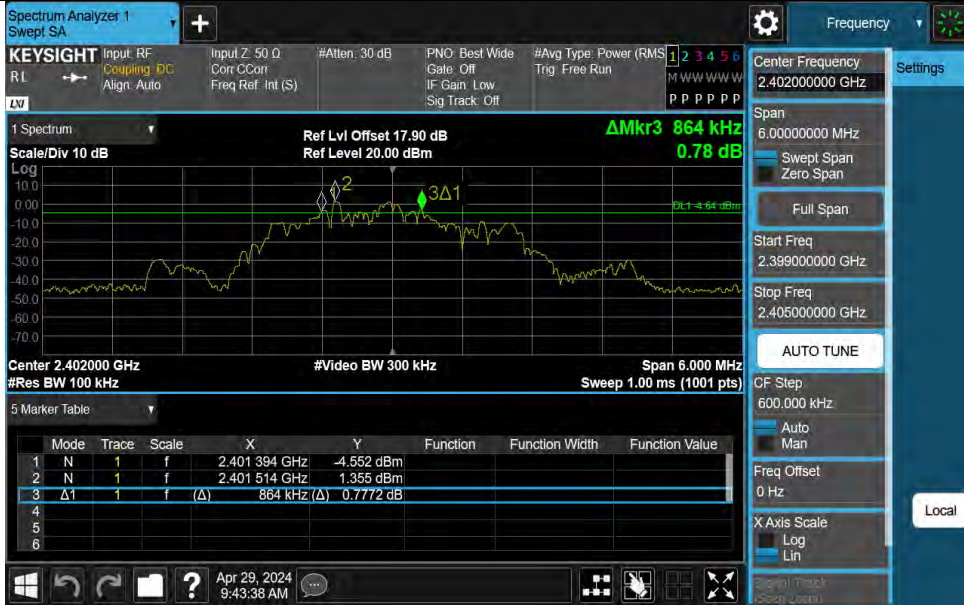 Spectrum Analyzer 1
Swept SA
+
Frequency
KEYSIGHT
RL
LXI
Input: RF
Coupling: DC
Align: Auto
Input Z: 50 Ω
Corr CCorr
Freq Ref: Int (S)
#Atten: 30 dB
PNO: Best Wide
Gate: Off
IF Gain: Low
Sig Track: Off
#Avg Type: Power (RMS
Trig: Free Run
1 2 3 4 5 6
M W W W W W
P P P P P P
1 Spectrum
Scale/Div 10 dB
Ref Lvl Offset 17.90 dB
Ref Level 20.00 dBm
ΔMkr3 864 kHz
0.78 dB
Log
10.0
0.00
-10.0
-20.0
-30.0
-40.0
-50.0
-60.0
-70.0
2
3Δ1
DL1 -4.64 dBm
Center 2.402000 GHz
#Video BW 300 kHz
Span 6.000 MHz
#Res BW 100 kHz
Sweep 1.00 ms (1001 pts)
5 Marker Table
Mode Trace Scale X Y Function Function Width Function Value
1 N 1 f 2.401 394 GHz -4.552 dBm
2 N 1 f 2.401 514 GHz 1.355 dBm
3 Δ1 1 f (Δ) 864 kHz (Δ) 0.7772 dB
4
5
6
Apr 29, 2024
9:43:38 AM
Center Frequency
2.402000000 GHz
Settings
Span
6.00000000 MHz
Swept Span
Zero Span
Full Span
Start Freq
2.399000000 GHz
Stop Freq
2.405000000 GHz
AUTO TUNE
CF Step
600.000 kHz
Auto
Man
Freq Offset
0 Hz
X Axis Scale
Log
Lin
Local
Signal Track
(Span Zoom)